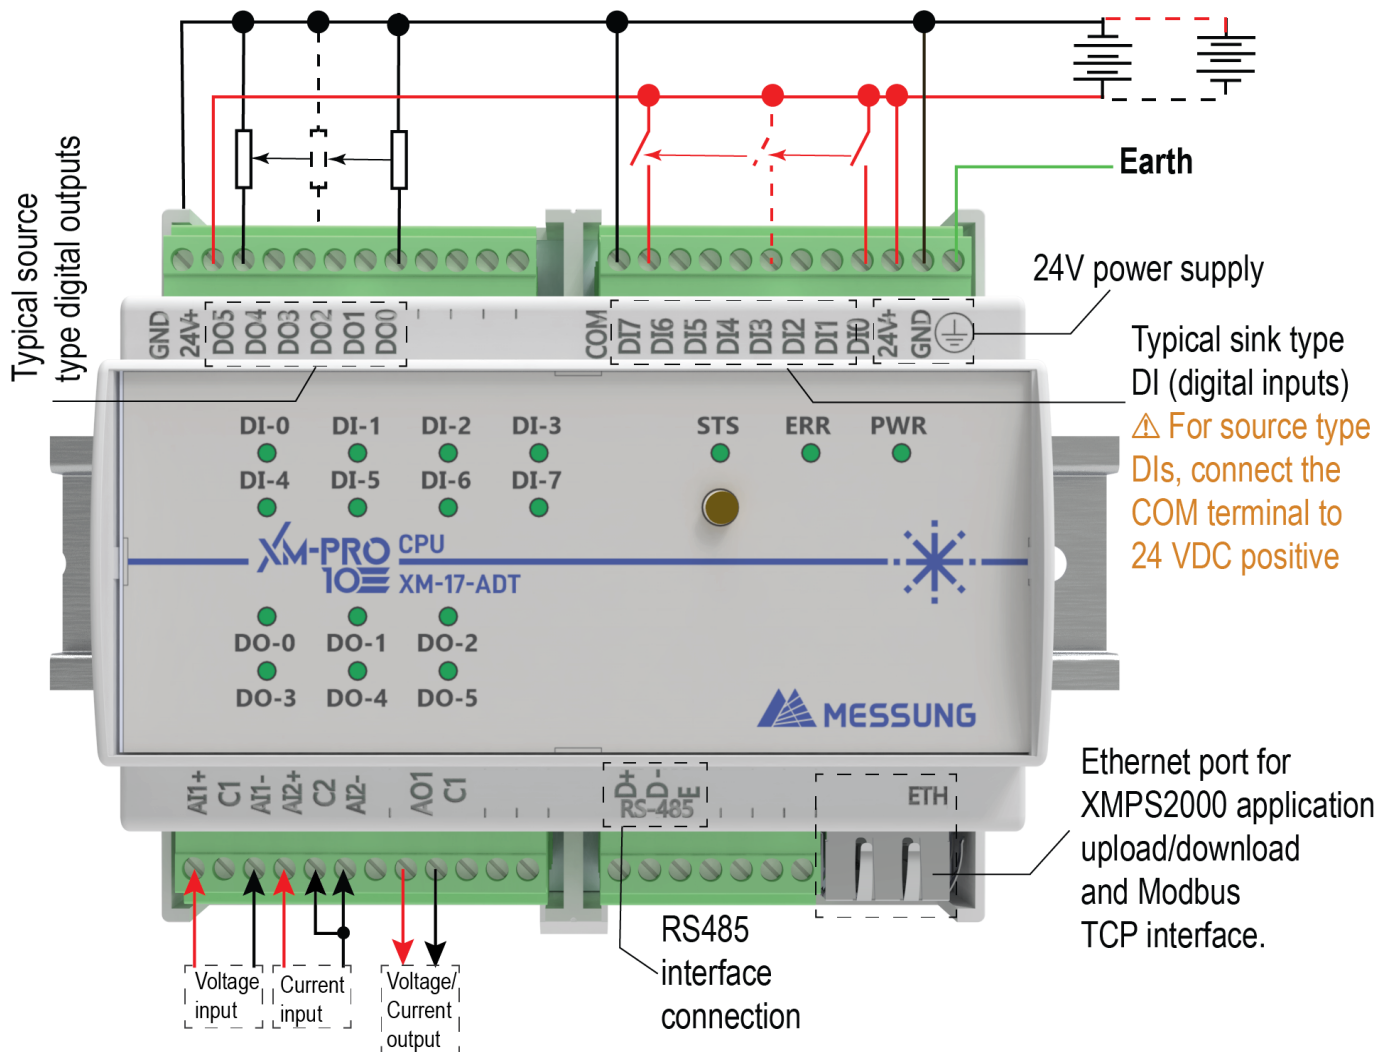 Earth
Typical source
type digital outputs
24V power supply
GND
24V+
DO5
DO4
DO3
DO2
DO1
DO0
COM
DI7
DI6
DI5
DI4
DI3
DI2
DI1
DI0
24V+
GND
Typical sink type
DI (digital inputs)
⚠ For source type
DIs, connect the
COM terminal to
24 VDC positive
DI-0 DI-1 DI-2 DI-3
STS ERR PWR
DI-4 DI-5 DI-6 DI-7
XM-PRO
10
CPU
XM-17-ADT
DO-0 DO-1 DO-2
DO-3 DO-4 DO-5
MESSUNG
AI1+
C1
AI1-
AI2+
C2
AI2-
AO1
C1
D+
D-
E
RS-485
ETH
Ethernet port for
XMPS2000 application
upload/download
and Modbus
TCP interface.
RS485
interface
connection
Voltage
input
Current
input
Voltage/
Current
output